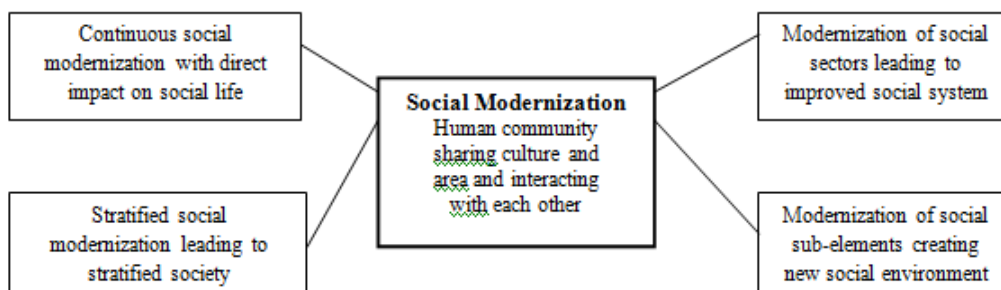 Continuous social
modernization with direct
impact on social life
Stratified social
modernization leading to
stratified society
Social Modernization
Human community
sharing culture and
area and interacting
with each other
Modernization of social
sectors leading to
improved social system
Modernization of social
sub-elements creating
new social environment